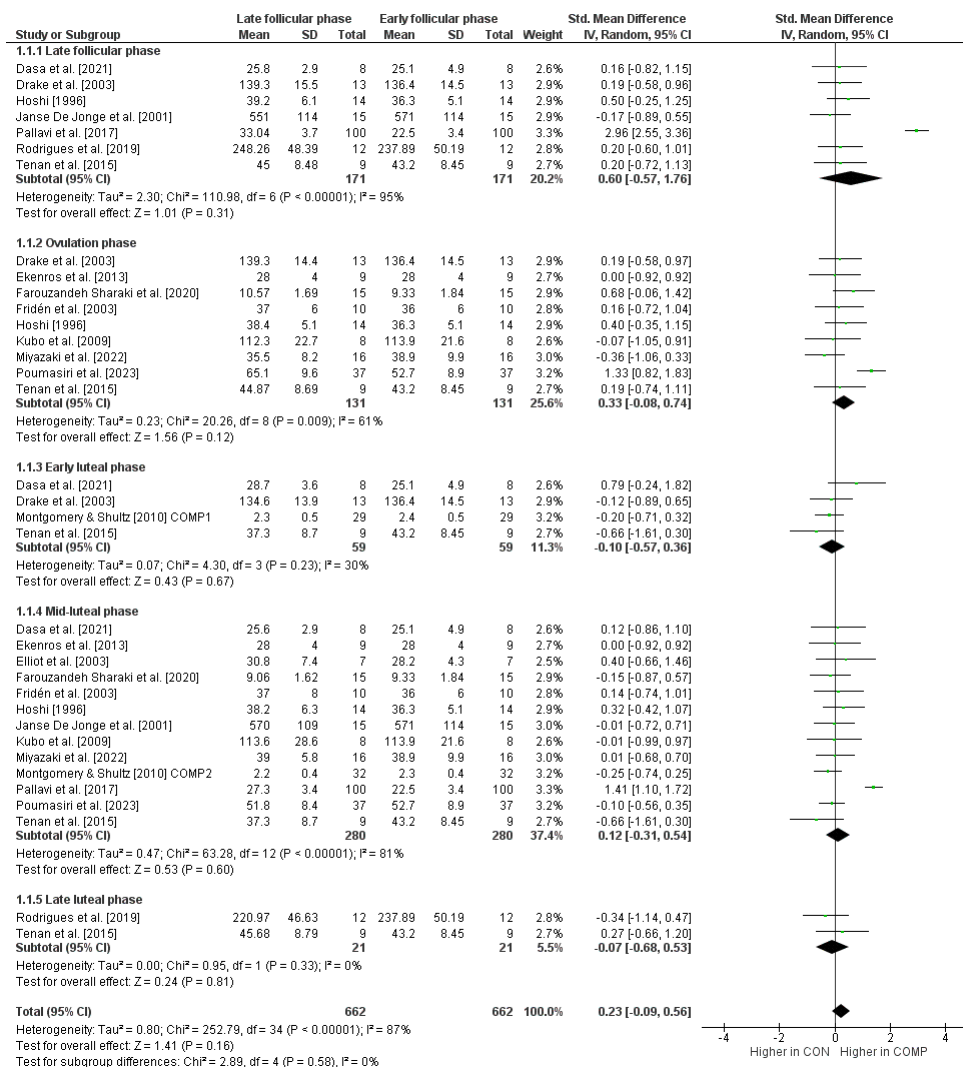 Late follicular phase Early follicular phase Std. Mean Difference Std. Mean Difference
Study or Subgroup Mean SD Total Mean SD Total Weight IV, Random, 95% CI IV, Random, 95% CI
1.1.1 Late follicular phase
Dasa et al. [2021] 25.8 2.9 8 25.1 4.9 8 2.6% 0.16 [-0.82, 1.15]
Drake et al. [2003] 139.3 15.5 13 136.4 14.5 13 2.9% 0.19 [-0.58, 0.96]
Hoshi [1996] 39.2 6.1 14 36.3 5.1 14 2.9% 0.50 [-0.25, 1.25]
Janse De Jonge et al. [2001] 551 114 15 571 114 15 2.9% -0.17 [-0.89, 0.55]
Pallavi et al. [2017] 33.04 3.7 100 22.5 3.4 100 3.3% 2.96 [2.55, 3.36]
Rodrigues et al. [2019] 248.26 48.39 12 237.89 50.19 12 2.9% 0.20 [-0.60, 1.01]
Tenan et al. [2015] 45 8.48 9 43.2 8.45 9 2.7% 0.20 [-0.72, 1.13]
Subtotal (95% CI) 171 171 20.2% 0.60 [-0.57, 1.76]
Heterogeneity: Tau² = 2.30; Chi² = 110.98, df = 6 (P < 0.00001); I² = 95%
Test for overall effect: Z = 1.01 (P = 0.31)
1.1.2 Ovulation phase
Drake et al. [2003] 139.3 14.4 13 136.4 14.5 13 2.9% 0.19 [-0.58, 0.97]
Ekenros et al. [2013] 28 4 9 28 4 9 2.7% 0.00 [-0.92, 0.92]
Farouzandeh Sharaki et al. [2020] 10.57 1.69 15 9.33 1.84 15 2.9% 0.68 [-0.06, 1.42]
Fridén et al. [2003] 37 6 10 36 6 10 2.8% 0.16 [-0.72, 1.04]
Hoshi [1996] 38.4 5.1 14 36.3 5.1 14 2.9% 0.40 [-0.35, 1.15]
Kubo et al. [2009] 112.3 22.7 8 113.9 21.6 8 2.7% -0.07 [-1.05, 0.91]
Miyazaki et al. [2022] 35.5 8.2 16 38.9 9.9 16 3.0% -0.36 [-1.06, 0.33]
Poumasiri et al. [2023] 65.1 9.6 37 52.7 8.9 37 3.2% 1.33 [0.82, 1.83]
Tenan et al. [2015] 44.87 8.69 9 43.2 8.45 9 2.7% 0.19 [-0.74, 1.11]
Subtotal (95% CI) 131 131 25.6% 0.33 [-0.08, 0.74]
Heterogeneity: Tau² = 0.23; Chi² = 20.26, df = 8 (P = 0.009); I² = 61%
Test for overall effect: Z = 1.56 (P = 0.12)
1.1.3 Early luteal phase
Dasa et al. [2021] 28.7 3.6 8 25.1 4.9 8 2.6% 0.79 [-0.24, 1.82]
Drake et al. [2003] 134.6 13.9 13 136.4 14.5 13 2.9% -0.12 [-0.89, 0.65]
Montgomery & Shultz [2010] COMP1 2.3 0.5 29 2.4 0.5 29 3.2% -0.20 [-0.71, 0.32]
Tenan et al. [2015] 37.3 8.7 9 43.2 8.45 9 2.7% -0.66 [-1.61, 0.30]
Subtotal (95% CI) 59 59 11.3% -0.10 [-0.57, 0.36]
Heterogeneity: Tau² = 0.07; Chi² = 4.30, df = 3 (P = 0.23); I² = 30%
Test for overall effect: Z = 0.43 (P = 0.67)
1.1.4 Mid-luteal phase
Dasa et al. [2021] 25.6 2.9 8 25.1 4.9 8 2.6% 0.12 [-0.86, 1.10]
Ekenros et al. [2013] 28 4 9 28 4 9 2.7% 0.00 [-0.92, 0.92]
Elliot et al. [2003] 30.8 7.4 7 28.2 4.3 7 2.5% 0.40 [-0.66, 1.46]
Farouzandeh Sharaki et al. [2020] 9.06 1.62 15 9.33 1.84 15 2.9% -0.15 [-0.87, 0.57]
Fridén et al. [2003] 37 8 10 36 6 10 2.8% 0.14 [-0.74, 1.01]
Hoshi [1996] 38.2 6.3 14 36.3 5.1 14 2.9% 0.32 [-0.42, 1.07]
Janse De Jonge et al. [2001] 570 109 15 571 114 15 3.0% -0.01 [-0.72, 0.71]
Kubo et al. [2009] 113.6 28.6 8 113.9 21.6 8 2.7% -0.01 [-0.99, 0.97]
Miyazaki et al. [2022] 39 5.8 16 38.9 9.9 16 3.0% 0.01 [-0.68, 0.70]
Montgomery & Shultz [2010] COMP2 2.2 0.4 32 2.3 0.4 32 3.2% -0.25 [-0.74, 0.25]
Pallavi et al. [2017] 27.3 3.4 100 22.5 3.4 100 3.3% 1.41 [1.10, 1.72]
Poumasiri et al. [2023] 51.8 8.4 37 52.7 8.9 37 3.2% -0.10 [-0.56, 0.35]
Tenan et al. [2015] 37.3 8.7 9 43.2 8.45 9 2.7% -0.66 [-1.61, 0.30]
Subtotal (95% CI) 280 280 37.4% 0.12 [-0.31, 0.54]
Heterogeneity: Tau² = 0.47; Chi² = 63.28, df = 12 (P < 0.00001); I² = 81%
Test for overall effect: Z = 0.53 (P = 0.60)
1.1.5 Late luteal phase
Rodrigues et al. [2019] 220.97 46.63 12 237.89 50.19 12 2.8% -0.34 [-1.14, 0.47]
Tenan et al. [2015] 45.68 8.79 9 43.2 8.45 9 2.7% 0.27 [-0.66, 1.20]
Subtotal (95% CI) 21 21 5.5% -0.07 [-0.68, 0.53]
Heterogeneity: Tau² = 0.00; Chi² = 0.95, df = 1 (P = 0.33); I² = 0%
Test for overall effect: Z = 0.24 (P = 0.81)
Total (95% CI) 662 662 100.0% 0.23 [-0.09, 0.56]
Heterogeneity: Tau² = 0.80; Chi² = 252.79, df = 34 (P < 0.00001); I² = 87%
Test for overall effect: Z = 1.41 (P = 0.16)
Test for subgroup differences: Chi² = 2.89, df = 4 (P = 0.58), I² = 0%
-4 -2 0 2 4
Higher in CON Higher in COMP